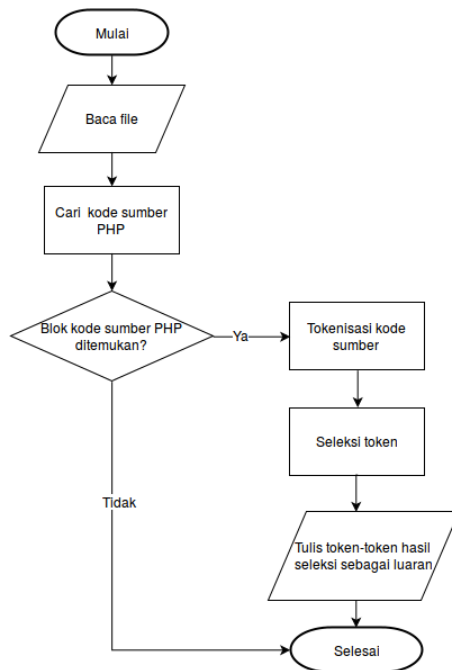 Mulai
Baca file
Cari kode sumber
PHP
Blok kode sumber PHP
ditemukan?
Ya
Tokenisasi kode
sumber
Seleksi token
Tidak
Tulis token-token hasil
seleksi sebagai luaran
Selesai